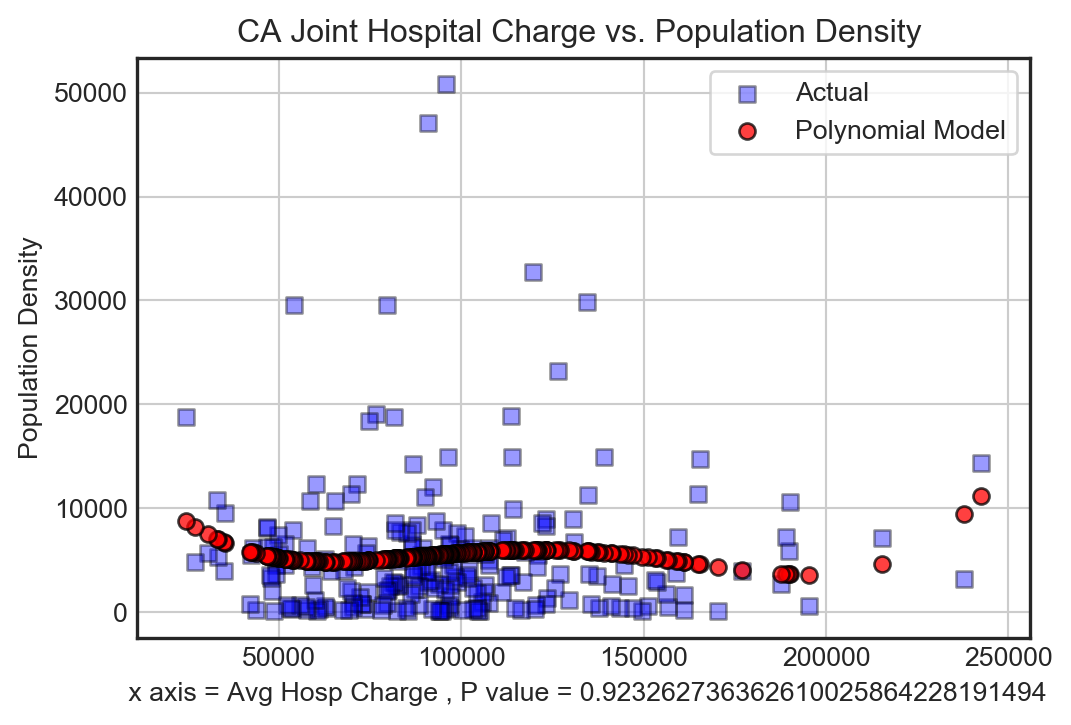 CA Joint Hospital Charge vs. Population Density
Actual
Polynomial Model
Population Density
50000
40000
30000
20000
10000
0
50000 100000 150000 200000 250000
x axis = Avg Hosp Charge , P value = 0.923262736362610025864228191494